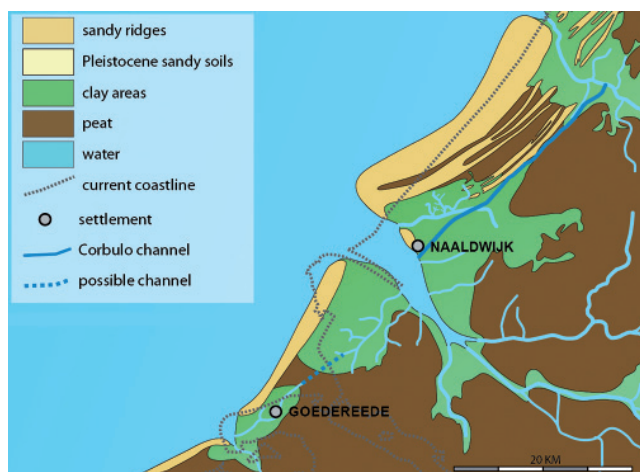 sandy ridges
Pleistocene sandy soils
clay areas
peat
water
current coastline
settlement
Corbulo channel
possible channel
NAALDWIJK
GOEDEREEDE
20 KM